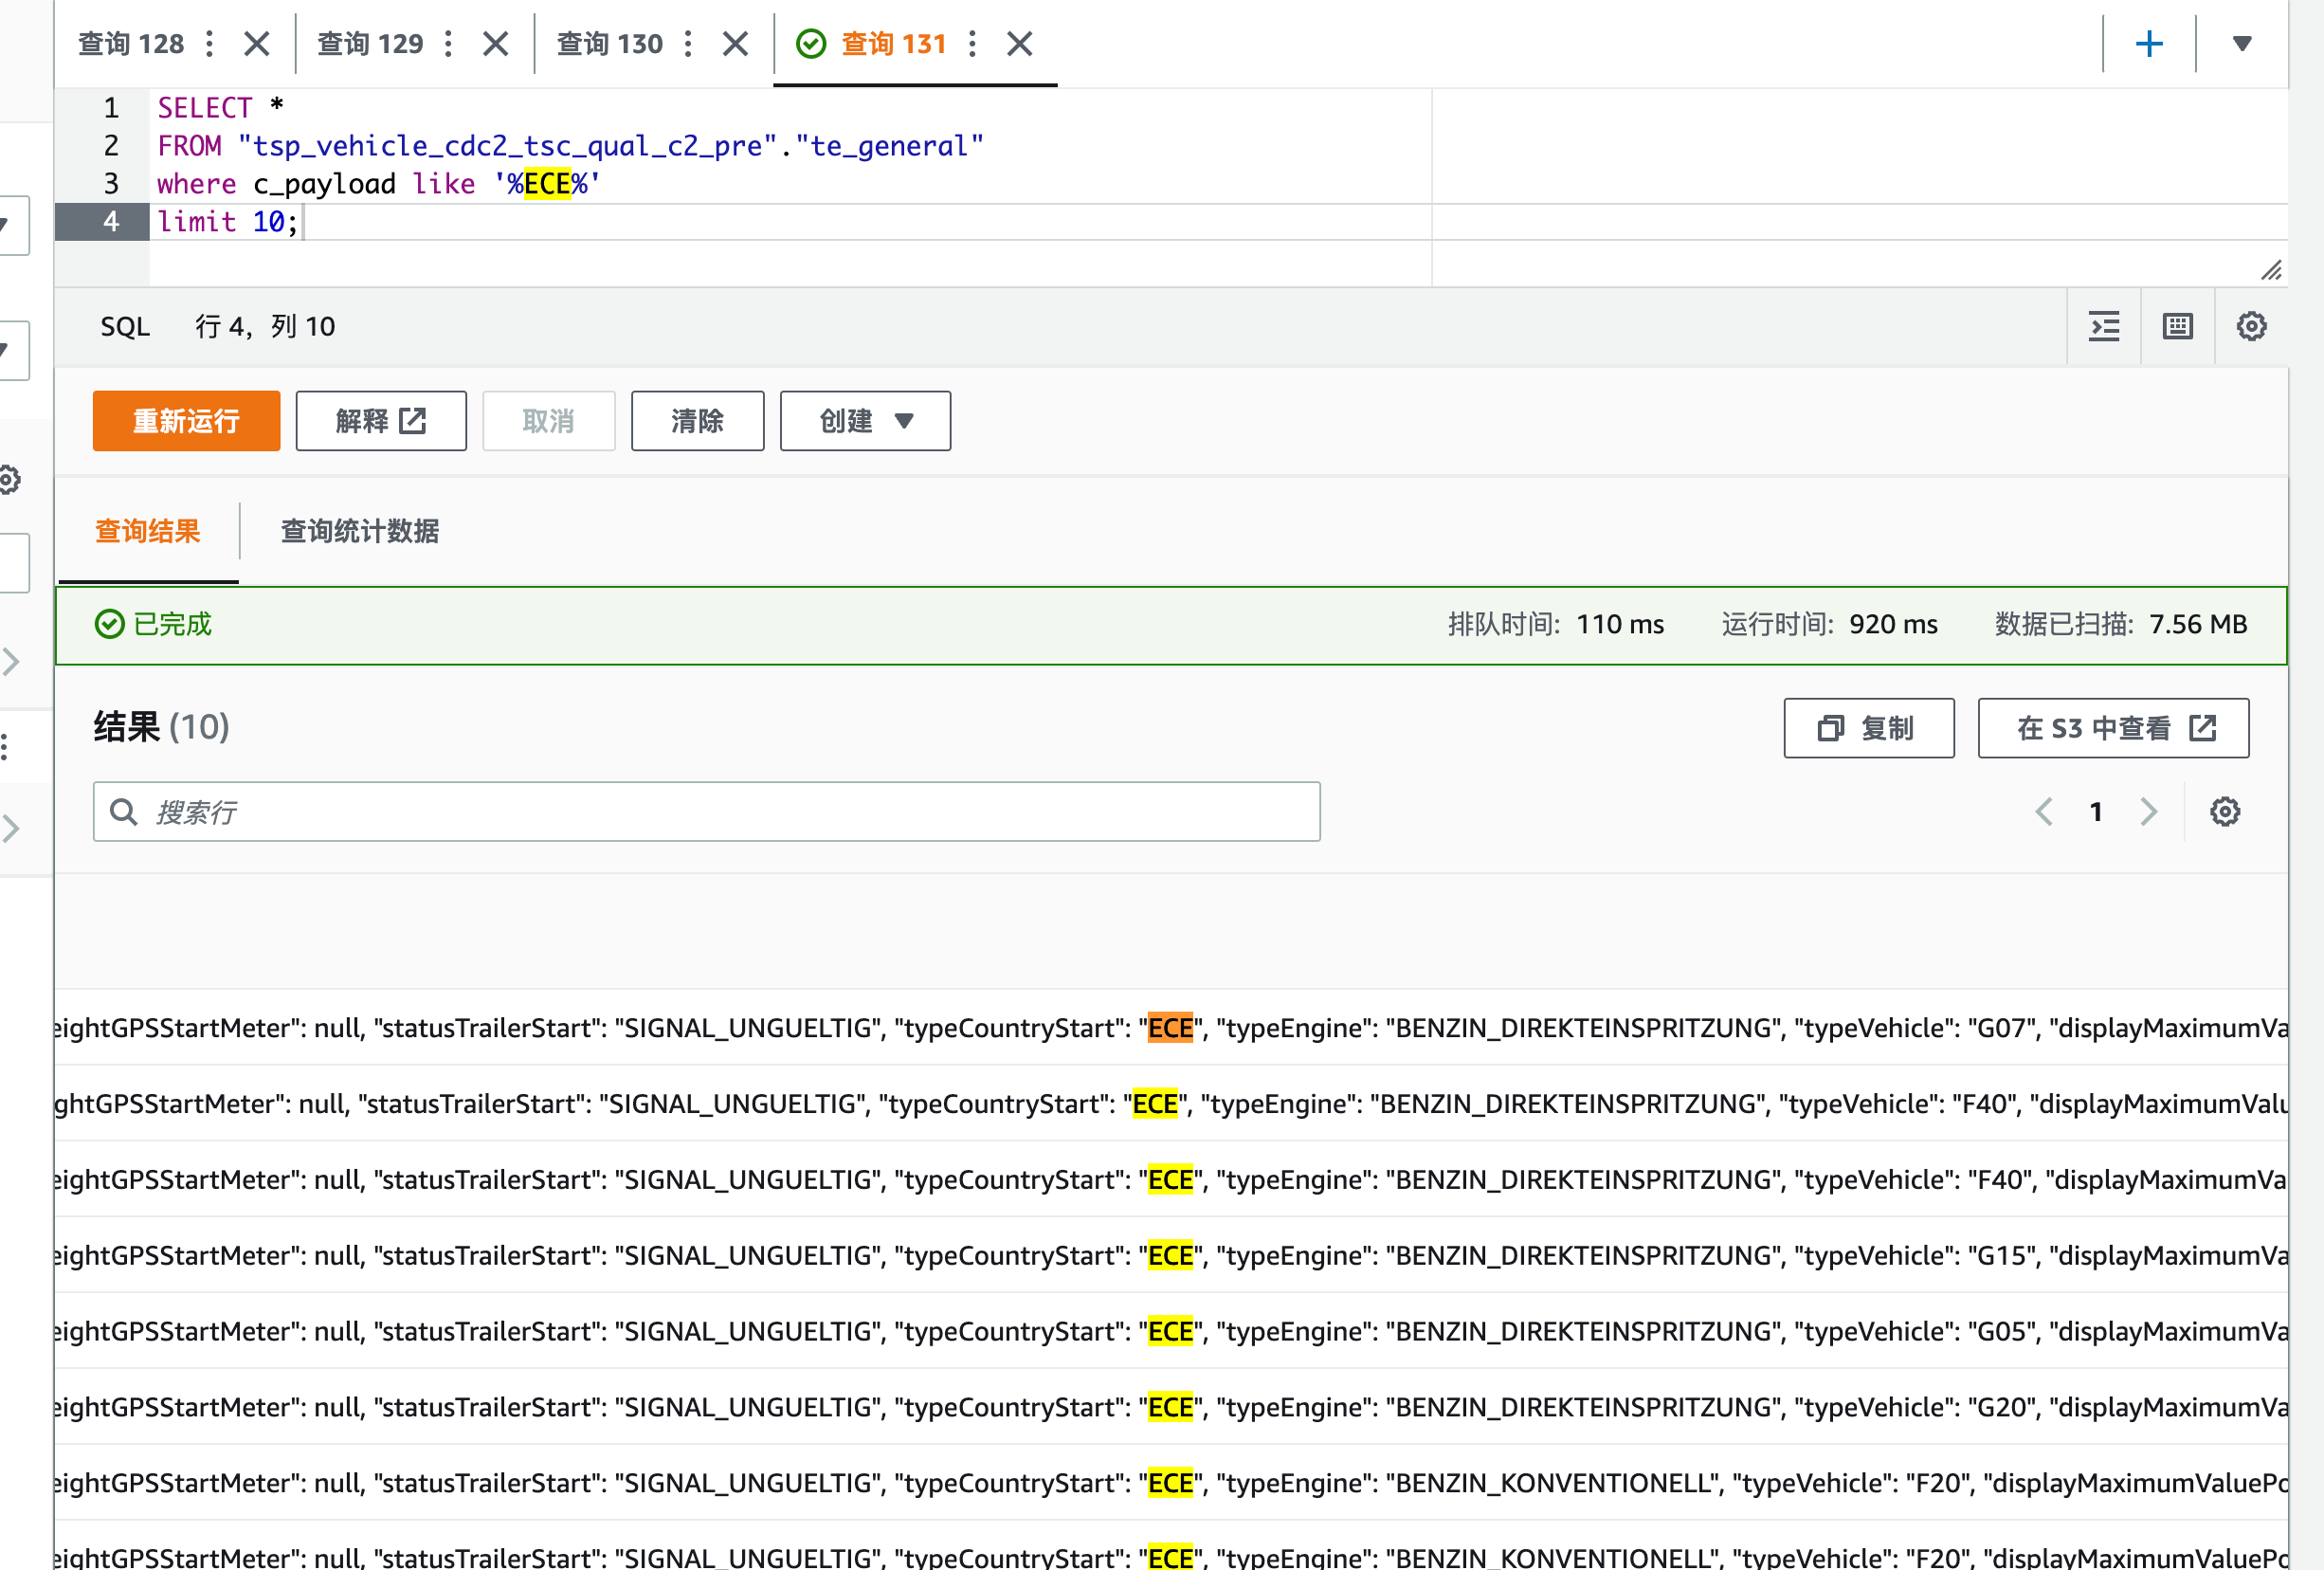 查询 128
查询 129
查询 130
查询 131
1 SELECT *
2 FROM "tsp_vehicle_cdc2_tsc_qual_c2_pre"."te_general"
3 where c_payload like '%ECE%'
4 limit 10;
SQL 行 4, 列 10
重新运行 解释 取消 清除 创建
查询结果 查询统计数据
已完成 排队时间: 110 ms 运行时间: 920 ms 数据已扫描: 7.56 MB
结果 (10) 复制 在 S3 中查看
搜索行 1
eightGPSStartMeter": null, "statusTrailerStart": "SIGNAL_UNGUELTIG", "typeCountryStart": "ECE", "typeEngine": "BENZIN_DIREKTEINSPRITZUNG", "typeVehicle": "G07", "displayMaximumVa
ghtGPSStartMeter": null, "statusTrailerStart": "SIGNAL_UNGUELTIG", "typeCountryStart": "ECE", "typeEngine": "BENZIN_DIREKTEINSPRITZUNG", "typeVehicle": "F40", "displayMaximumValu
eightGPSStartMeter": null, "statusTrailerStart": "SIGNAL_UNGUELTIG", "typeCountryStart": "ECE", "typeEngine": "BENZIN_DIREKTEINSPRITZUNG", "typeVehicle": "F40", "displayMaximumVa
eightGPSStartMeter": null, "statusTrailerStart": "SIGNAL_UNGUELTIG", "typeCountryStart": "ECE", "typeEngine": "BENZIN_DIREKTEINSPRITZUNG", "typeVehicle": "G15", "displayMaximumVa
eightGPSStartMeter": null, "statusTrailerStart": "SIGNAL_UNGUELTIG", "typeCountryStart": "ECE", "typeEngine": "BENZIN_DIREKTEINSPRITZUNG", "typeVehicle": "G05", "displayMaximumVa
eightGPSStartMeter": null, "statusTrailerStart": "SIGNAL_UNGUELTIG", "typeCountryStart": "ECE", "typeEngine": "BENZIN_DIREKTEINSPRITZUNG", "typeVehicle": "G20", "displayMaximumVa
eightGPSStartMeter": null, "statusTrailerStart": "SIGNAL_UNGUELTIG", "typeCountryStart": "ECE", "typeEngine": "BENZIN_KONVENTIONELL", "typeVehicle": "F20", "displayMaximumValuePo
eightGPSStartMeter": null, "statusTrailerStart": "SIGNAL_UNGUELTIG", "typeCountryStart": "ECE", "typeEngine": "BENZIN_KONVENTIONELL", "typeVehicle": "F20", "displayMaximumValuePo